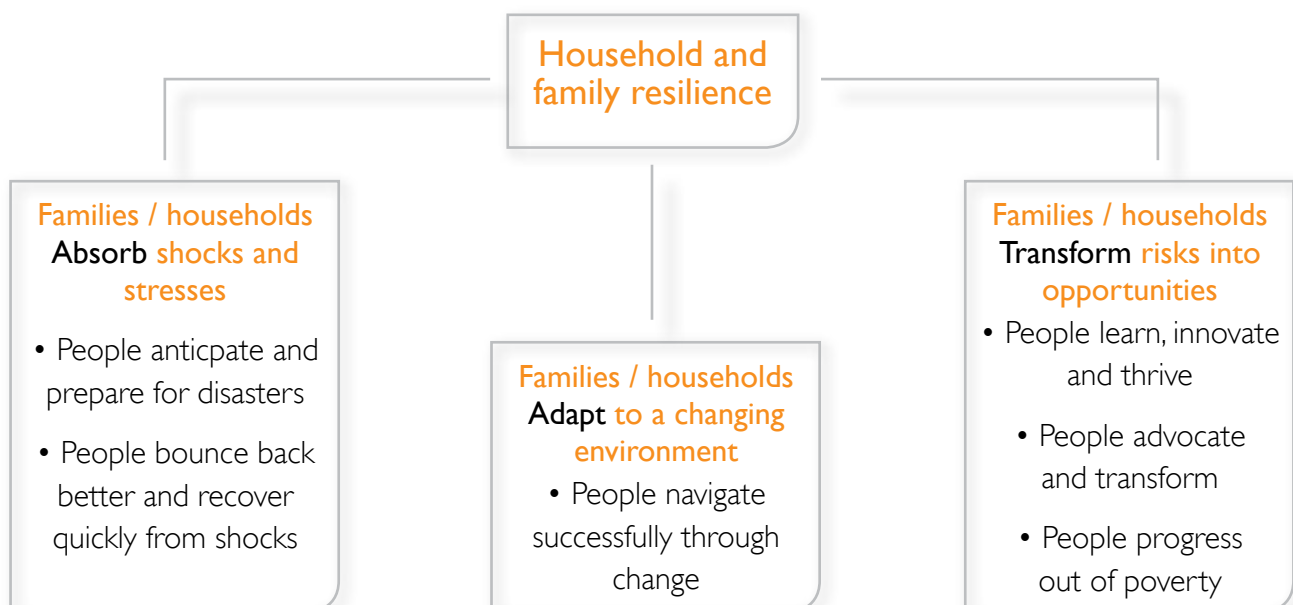 Household and
family resilience
Families / households
Absorb shocks and
stresses
• People anticpate and
prepare for disasters
• People bounce back
better and recover
quickly from shocks
Families / households
Adapt to a changing
environment
• People navigate
successfully through
change
Families / households
Transform risks into
opportunities
• People learn, innovate
and thrive
• People advocate
and transform
• People progress
out of poverty